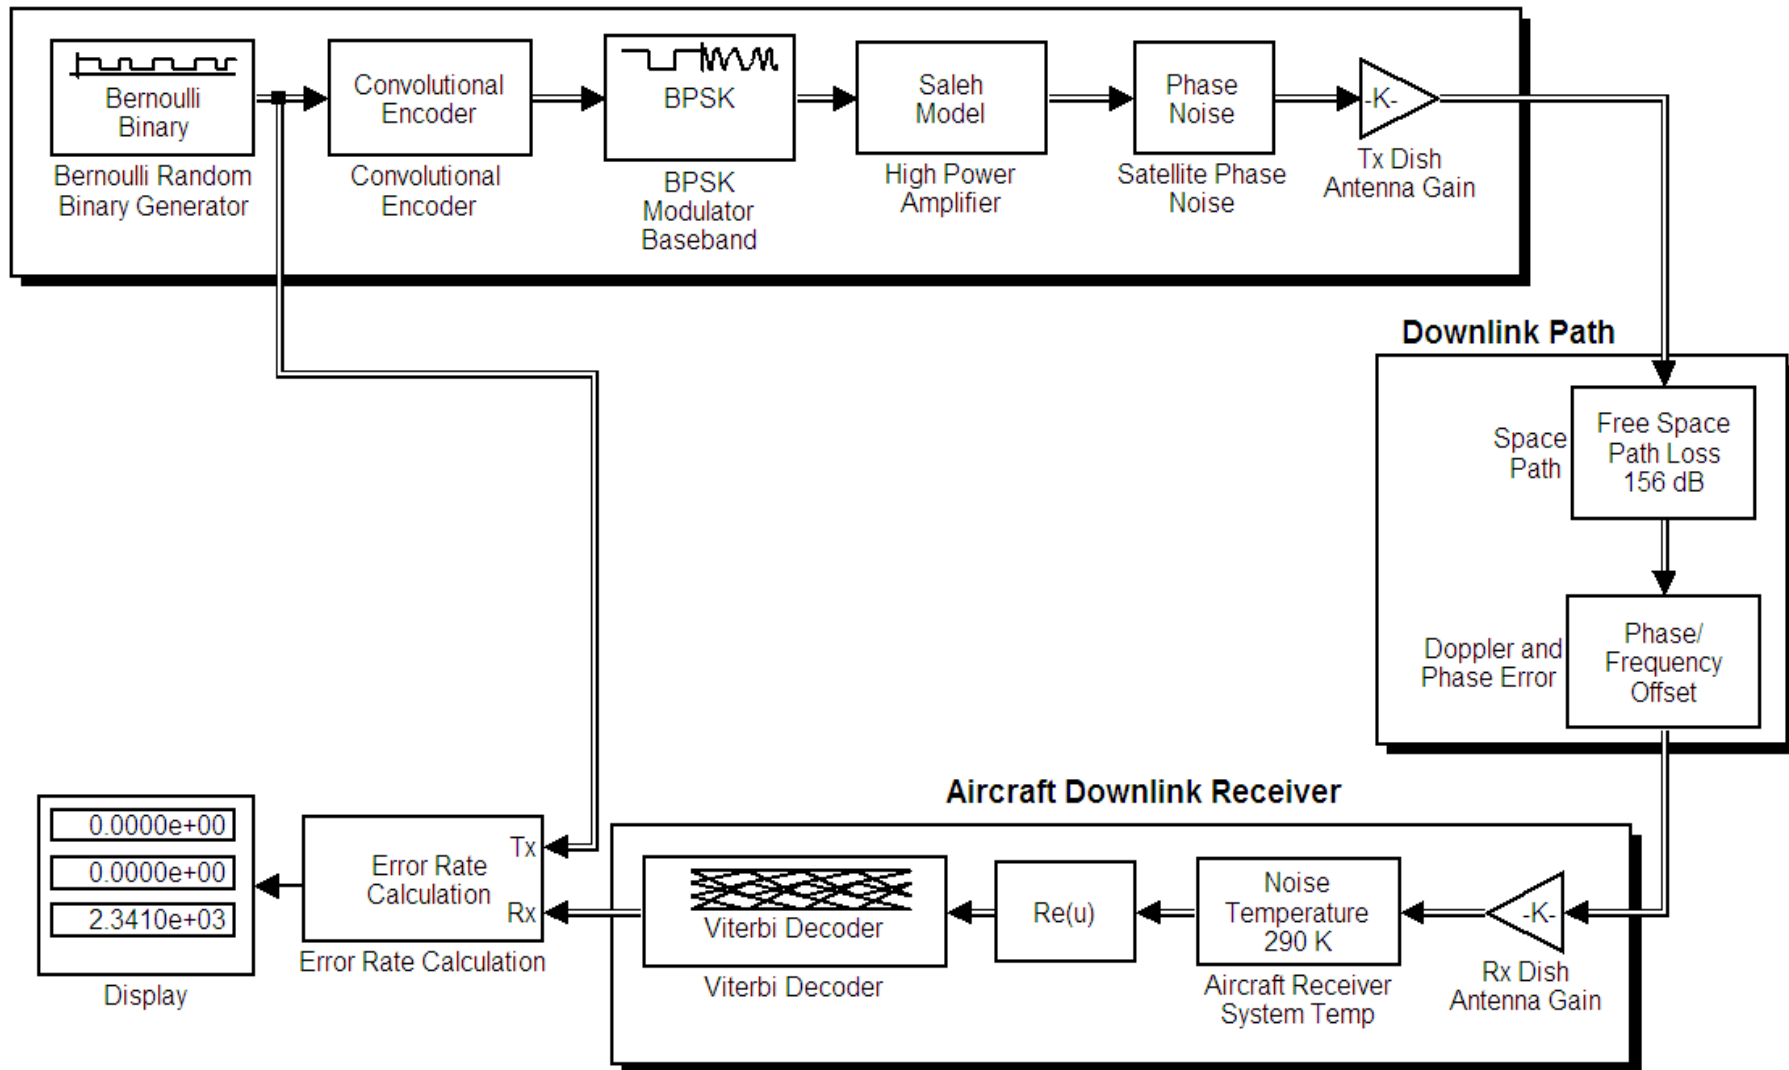 Bernoulli
Binary
Bernoulli Random
Binary Generator
Convolutional
Encoder
Convolutional
Encoder
BPSK
BPSK
Modulator
Baseband
Saleh
Model
High Power
Amplifier
Phase
Noise
Satellite Phase
Noise
-K-
Tx Dish
Antenna Gain
Downlink Path
Free Space
Path Loss
156 dB
Space
Path
Phase/
Frequency
Offset
Doppler and
Phase Error
Aircraft Downlink Receiver
-K-
Rx Dish
Antenna Gain
Noise
Temperature
290 K
Aircraft Receiver
System Temp
Re(u)
Viterbi Decoder
Viterbi Decoder
Tx
Rx
Error Rate
Calculation
Error Rate Calculation
0.0000e+00
0.0000e+00
2.3410e+03
Display